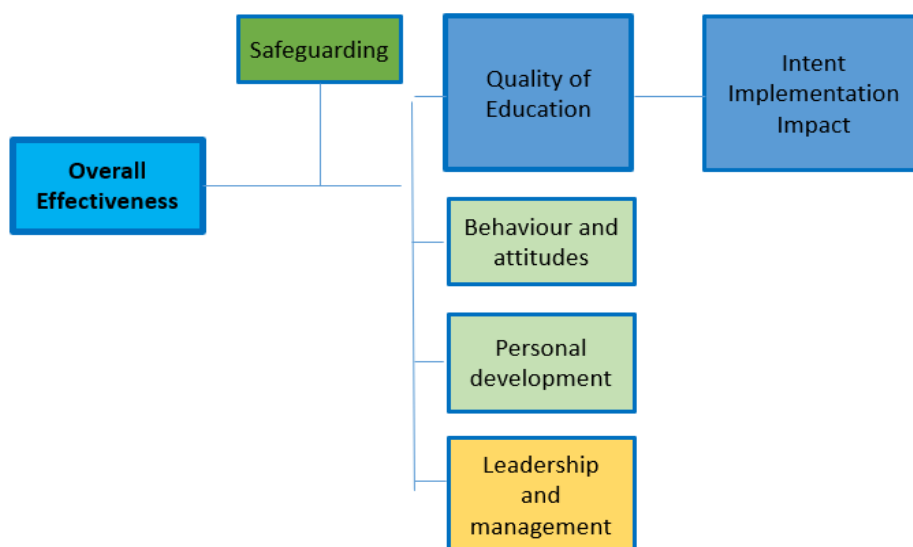 Safeguarding
Overall
Effectiveness
Quality of
Education
Intent
Implementation
Impact
Behaviour and
attitudes
Personal
development
Leadership
and
management